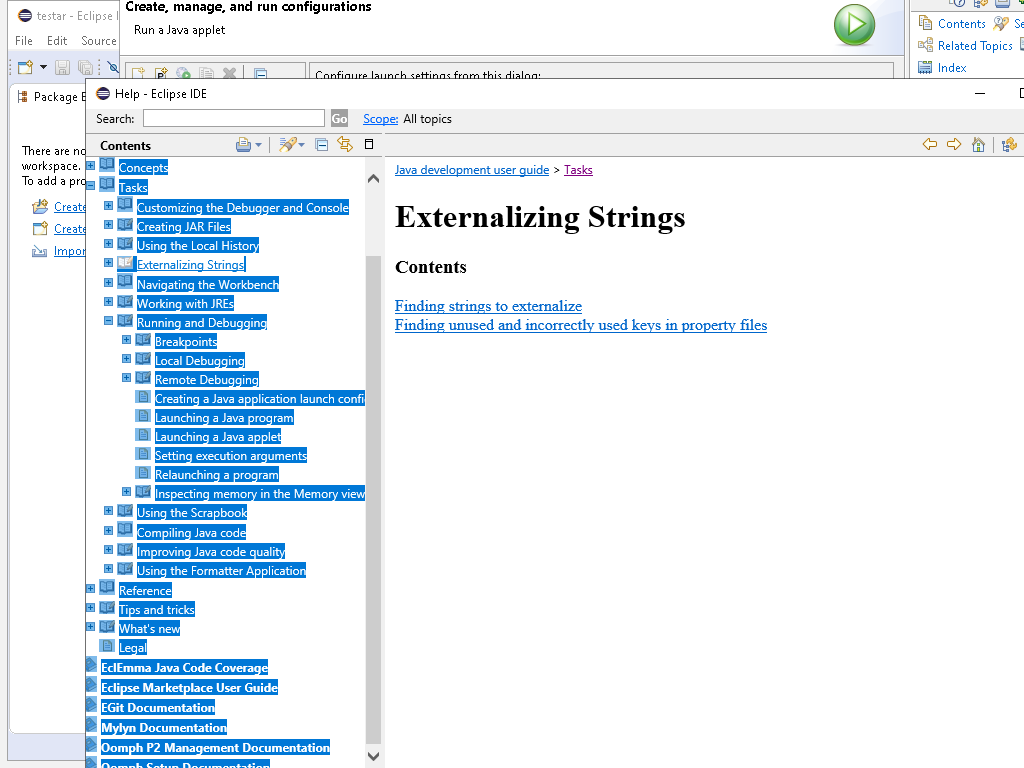 testar - Eclipse I
File Edit Source
Create, manage, and run configurations
Run a Java applet
Configure launch settings from this dialog:
Contents
Related Topics
Index
Package E
There are no
workspace.
To add a pro
Create
Create
Impor
Help - Eclipse IDE
Search: Go Scope: All topics
Contents
Concepts
Tasks
Customizing the Debugger and Console
Creating JAR Files
Using the Local History
Externalizing Strings
Navigating the Workbench
Working with JREs
Running and Debugging
Breakpoints
Local Debugging
Remote Debugging
Creating a Java application launch confi
Launching a Java program
Launching a Java applet
Setting execution arguments
Relaunching a program
Inspecting memory in the Memory view
Using the Scrapbook
Compiling Java code
Improving Java code quality
Using the Formatter Application
Reference
Tips and tricks
What's new
Legal
EclEmma Java Code Coverage
Eclipse Marketplace User Guide
EGit Documentation
Mylyn Documentation
Oomph P2 Management Documentation
Oomph Setup Documentation
Java development user guide > Tasks
Externalizing Strings
Contents
Finding strings to externalize
Finding unused and incorrectly used keys in property files